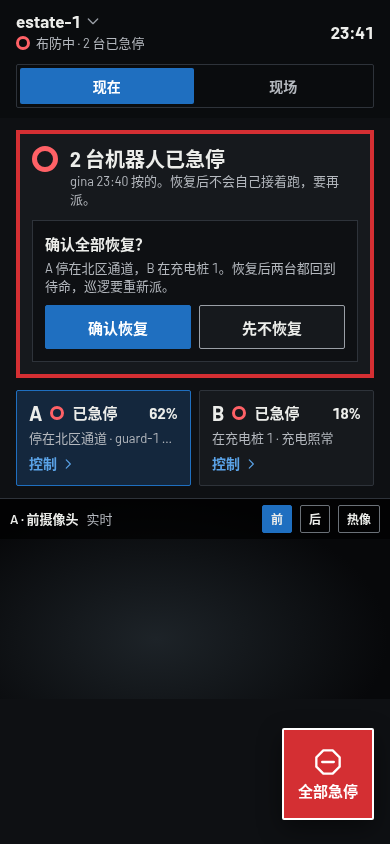 estate-1
布防中 · 2 台已急停
23:41
现在
现场
2 台机器人已急停
gina 23:40 按的。恢复后不会自己接着跑，要再
派。
确认全部恢复？
A 停在北区通道，B 在充电桩 1。恢复后两台都回到
待命，巡逻要重新派。
确认恢复
先不恢复
A 已急停 62%
停在北区通道 · guard-1 …
控制
B 已急停 18%
在充电桩 1 · 充电照常
控制
A · 前摄像头 实时
前
后
热像
全部急停